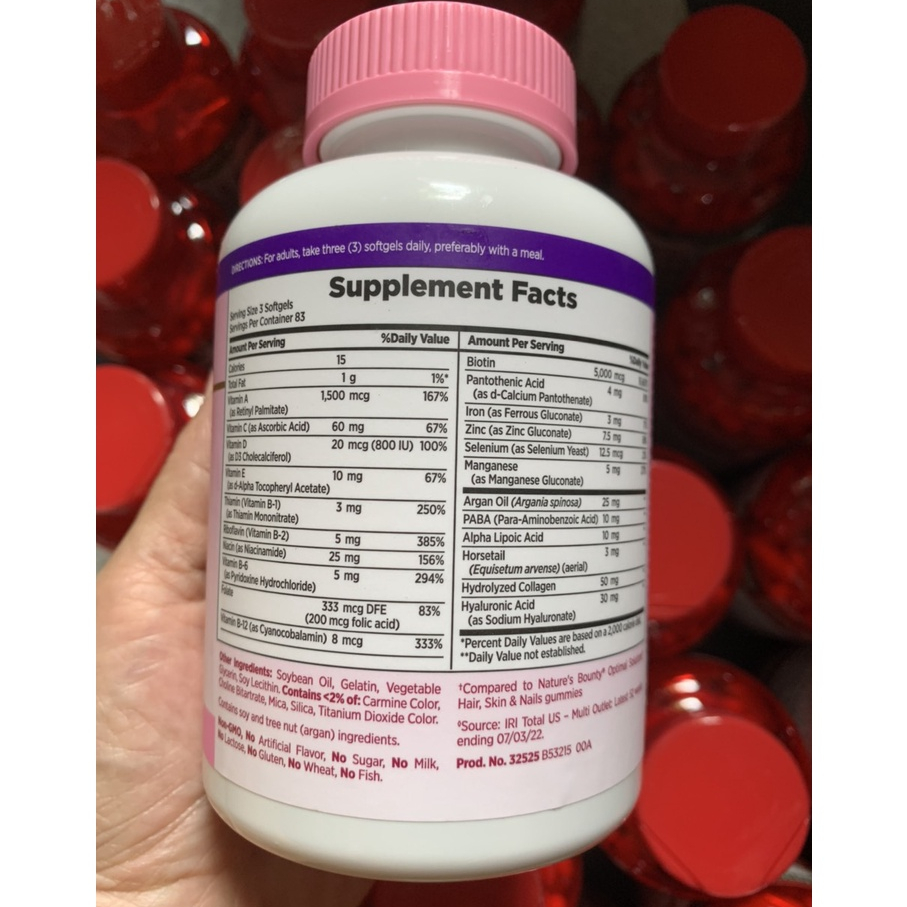 DIRECTIONS: For adults, take three (3) softgels daily, preferably with a meal.
Supplement Facts
Serving Size 3 Softgels
Servings Per Container 83
Amount Per Serving %Daily Value
Calories 15
Total Fat 1 g 1%*
Vitamin A 1,500 mcg 167%
(as Retinyl Palmitate)
Vitamin C (as Ascorbic Acid) 60 mg 67%
Vitamin D 20 mcg (800 IU) 100%
(as D3 Cholecalciferol)
Vitamin E 10 mg 67%
(as d-Alpha Tocopheryl Acetate)
Thiamin (Vitamin B-1) 3 mg 250%
(as Thiamin Mononitrate)
Riboflavin (Vitamin B-2) 5 mg 385%
Niacin (as Niacinamide) 25 mg 156%
Vitamin B-6 5 mg 294%
(as Pyridoxine Hydrochloride)
Folate 333 mcg DFE 83%
(200 mcg folic acid)
Vitamin B-12 (as Cyanocobalamin) 8 mcg 333%
Amount Per Serving
Biotin 5,000 mcg
Pantothenic Acid 4 mg
(as d-Calcium Pantothenate)
Iron (as Ferrous Gluconate) 3 mg
Zinc (as Zinc Gluconate) 7.5 mg
Selenium (as Selenium Yeast) 12.5 mcg
Manganese 5 mg
(as Manganese Gluconate)
Argan Oil (Argania spinosa) 25 mg
PABA (Para-Aminobenzoic Acid) 10 mg
Alpha Lipoic Acid 10 mg
Horsetail 3 mg
(Equisetum arvense) (aerial)
Hydrolyzed Collagen 50 mg
Hyaluronic Acid 30 mg
(as Sodium Hyaluronate)
*Percent Daily Values are based on a 2,000 calorie
**Daily Value not established.
Other Ingredients: Soybean Oil, Gelatin, Vegetable
Glycerin, Soy Lecithin. Contains <2% of: Carmine Color,
Choline Bitartrate, Mica, Silica, Titanium Dioxide Color.
Contains soy and tree nut (argan) ingredients.
Non-GMO, No Artificial Flavor, No Sugar, No Milk,
No Lactose, No Gluten, No Wheat, No Fish.
†Compared to Nature's Bounty® Optimal
Hair, Skin & Nails gummies
◊Source: IRI Total US – Multi Outlet Latest 52
ending 07/03/22.
Prod. No. 32525 B53215 00A